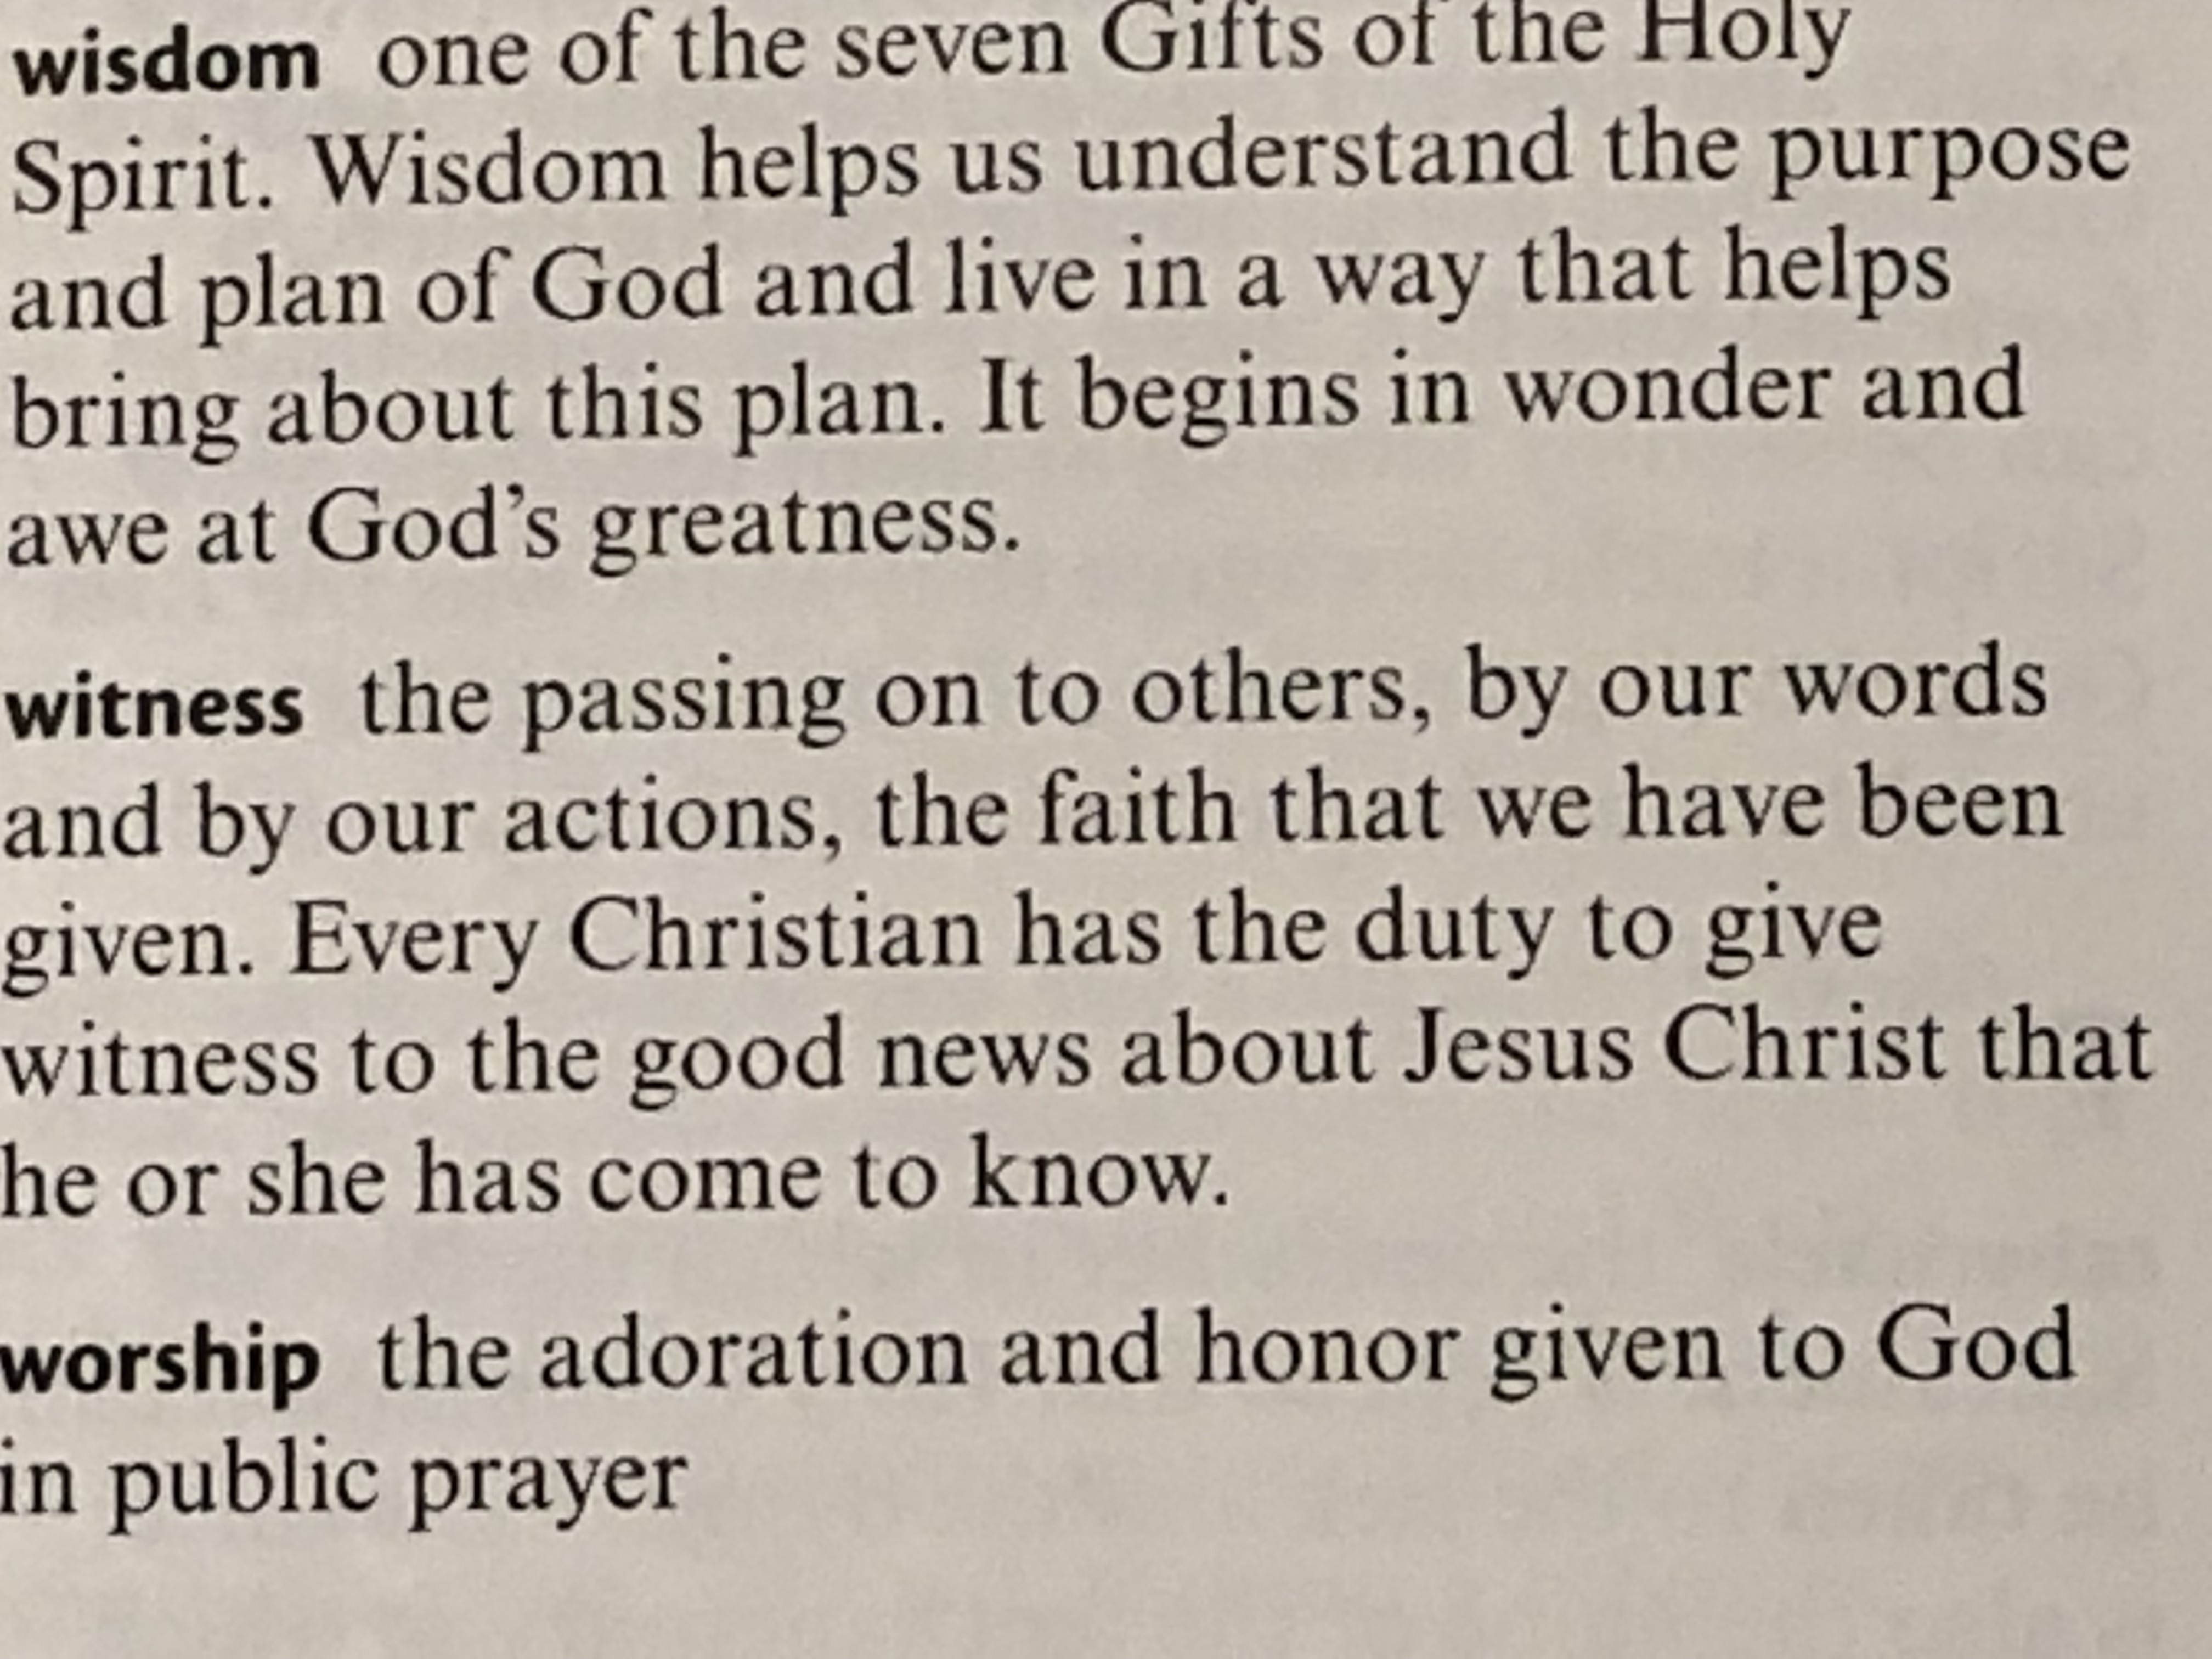 wisdom one of the seven Gifts of the Holy
Spirit. Wisdom helps us understand the purpose
and plan of God and live in a way that helps
bring about this plan. It begins in wonder and
awe at God’s greatness.
witness the passing on to others, by our words
and by our actions, the faith that we have been
given. Every Christian has the duty to give
witness to the good news about Jesus Christ that
he or she has come to know.
worship the adoration and honor given to God
in public prayer